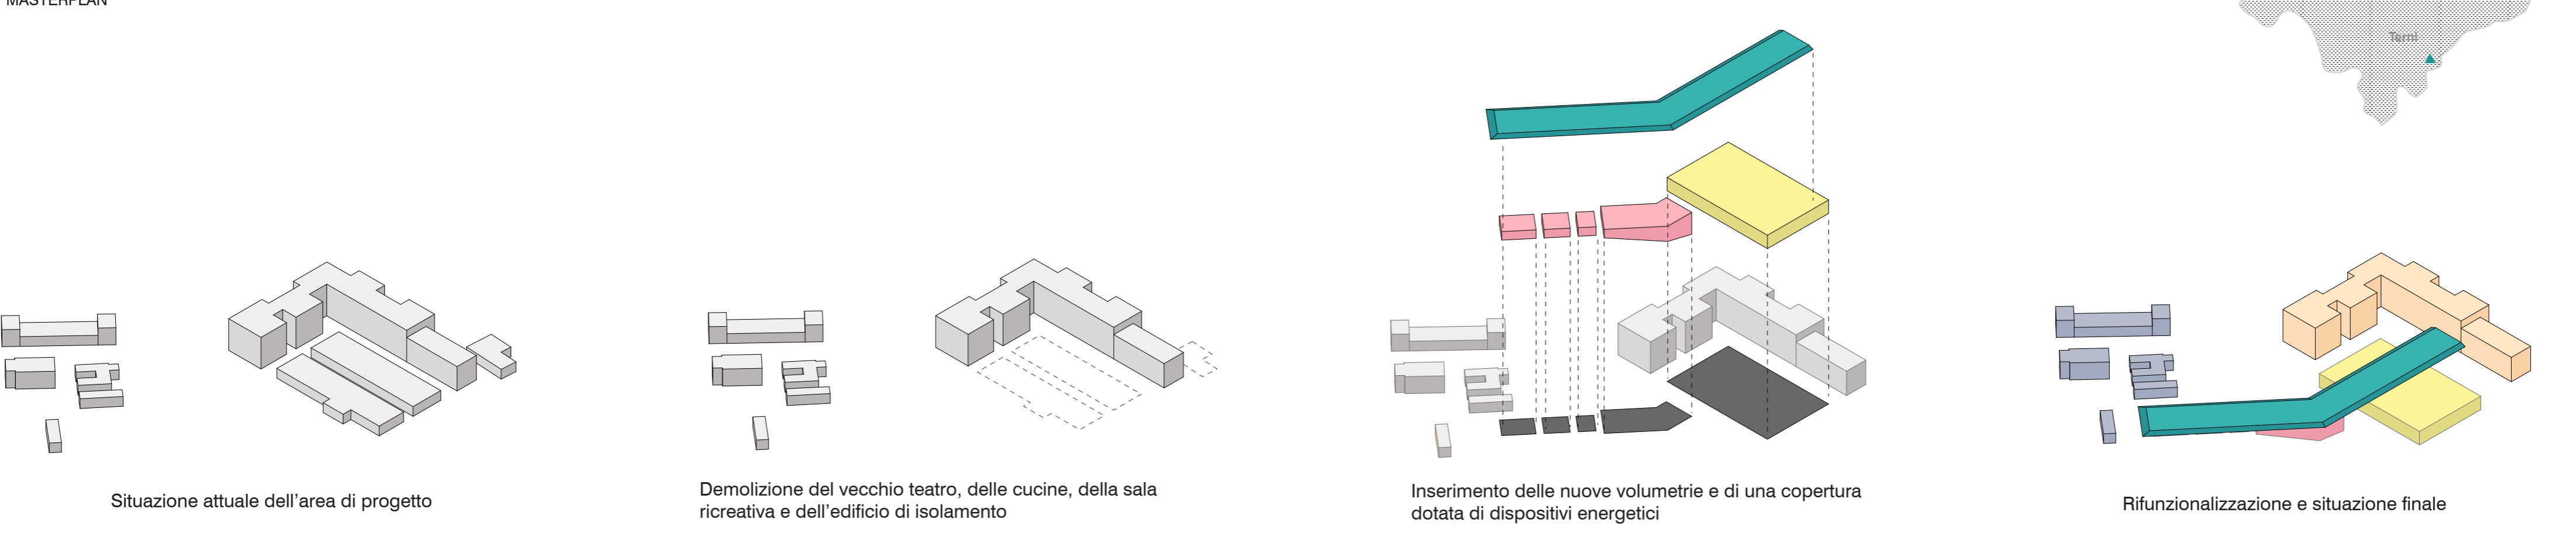 MASTERPLAN
Terni
Situazione attuale dell’area di progetto
Demolizione del vecchio teatro, delle cucine, della sala
ricreativa e dell’edificio di isolamento
Inserimento delle nuove volumetrie e di una copertura
dotata di dispositivi energetici
Rifunzionalizzazione e situazione finale